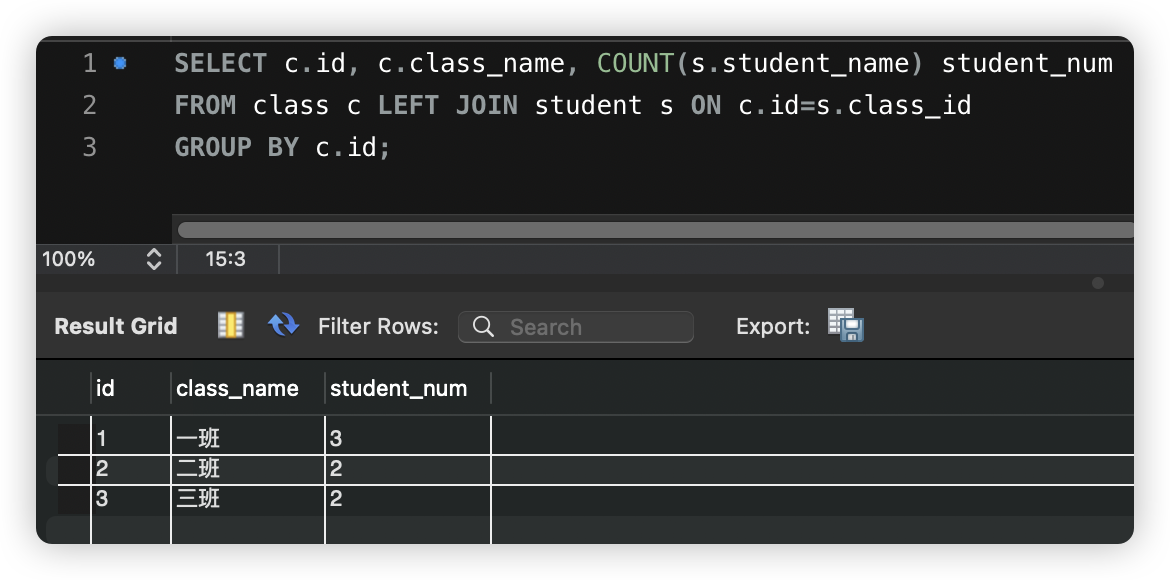 1 SELECT c.id, c.class_name, COUNT(s.student_name) student_num
2 FROM class c LEFT JOIN student s ON c.id=s.class_id
3 GROUP BY c.id;
100% 15:3
Result Grid Filter Rows: Search Export:
id class_name student_num
1 一班 3
2 二班 2
3 三班 2